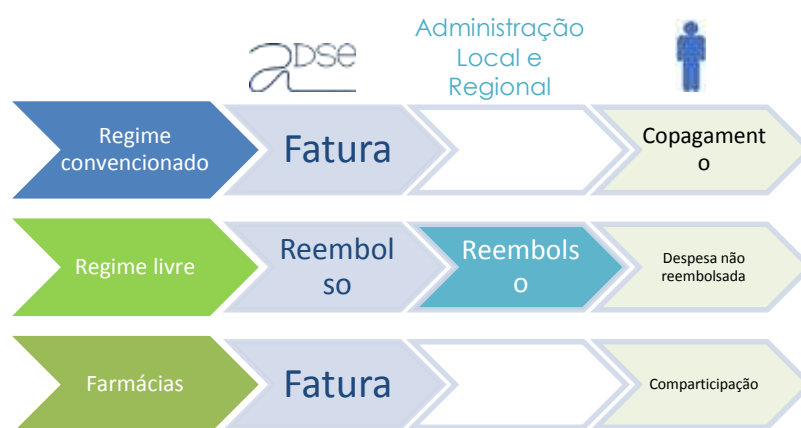 aDSe
Administração
Local e
Regional
Regime
convencionado
Fatura
Copagament
o
Regime livre
Reembol
so
Reembols
o
Despesa não
reembolsada
Farmácias
Fatura
Comparticipação